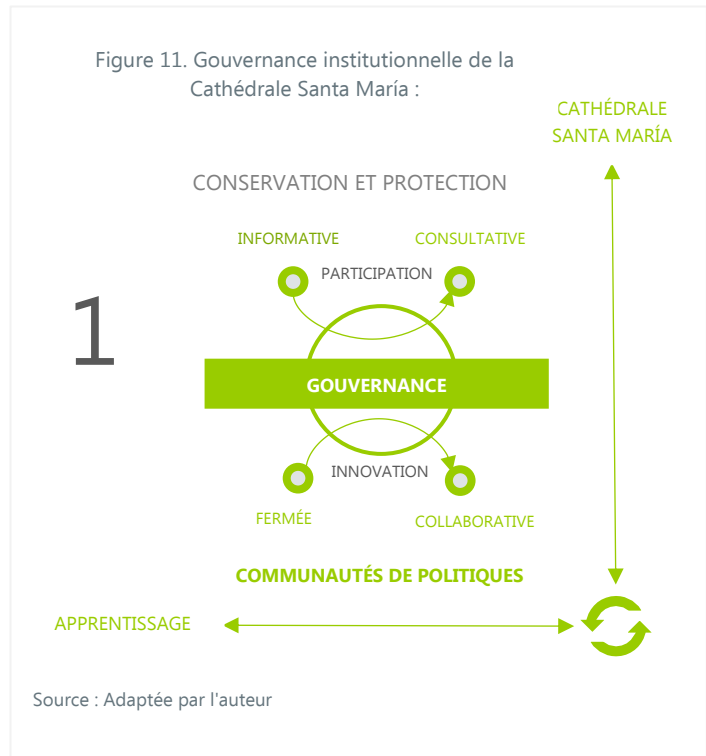 Figure 11. Gouvernance institutionnelle de la
Cathédrale Santa María :
CATHÉDRALE
SANTA MARÍA
CONSERVATION ET PROTECTION
INFORMATIVE
CONSULTATIVE
PARTICIPATION
1
GOUVERNANCE
INNOVATION
FERMÉE
COLLABORATIVE
COMMUNAUTÉS DE POLITIQUES
APPRENTISSAGE
Source : Adaptée par l'auteur